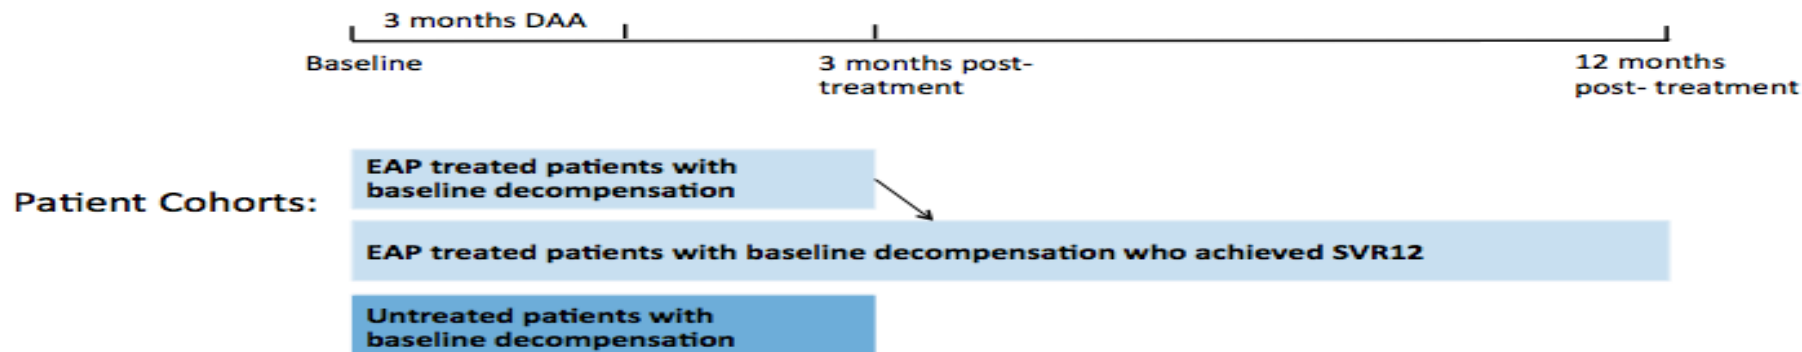 3 months DAA
Baseline
3 months post-
treatment
12 months
post- treatment
Patient Cohorts:
EAP treated patients with
baseline decompensation
EAP treated patients with baseline decompensation who achieved SVR12
Untreated patients with
baseline decompensation